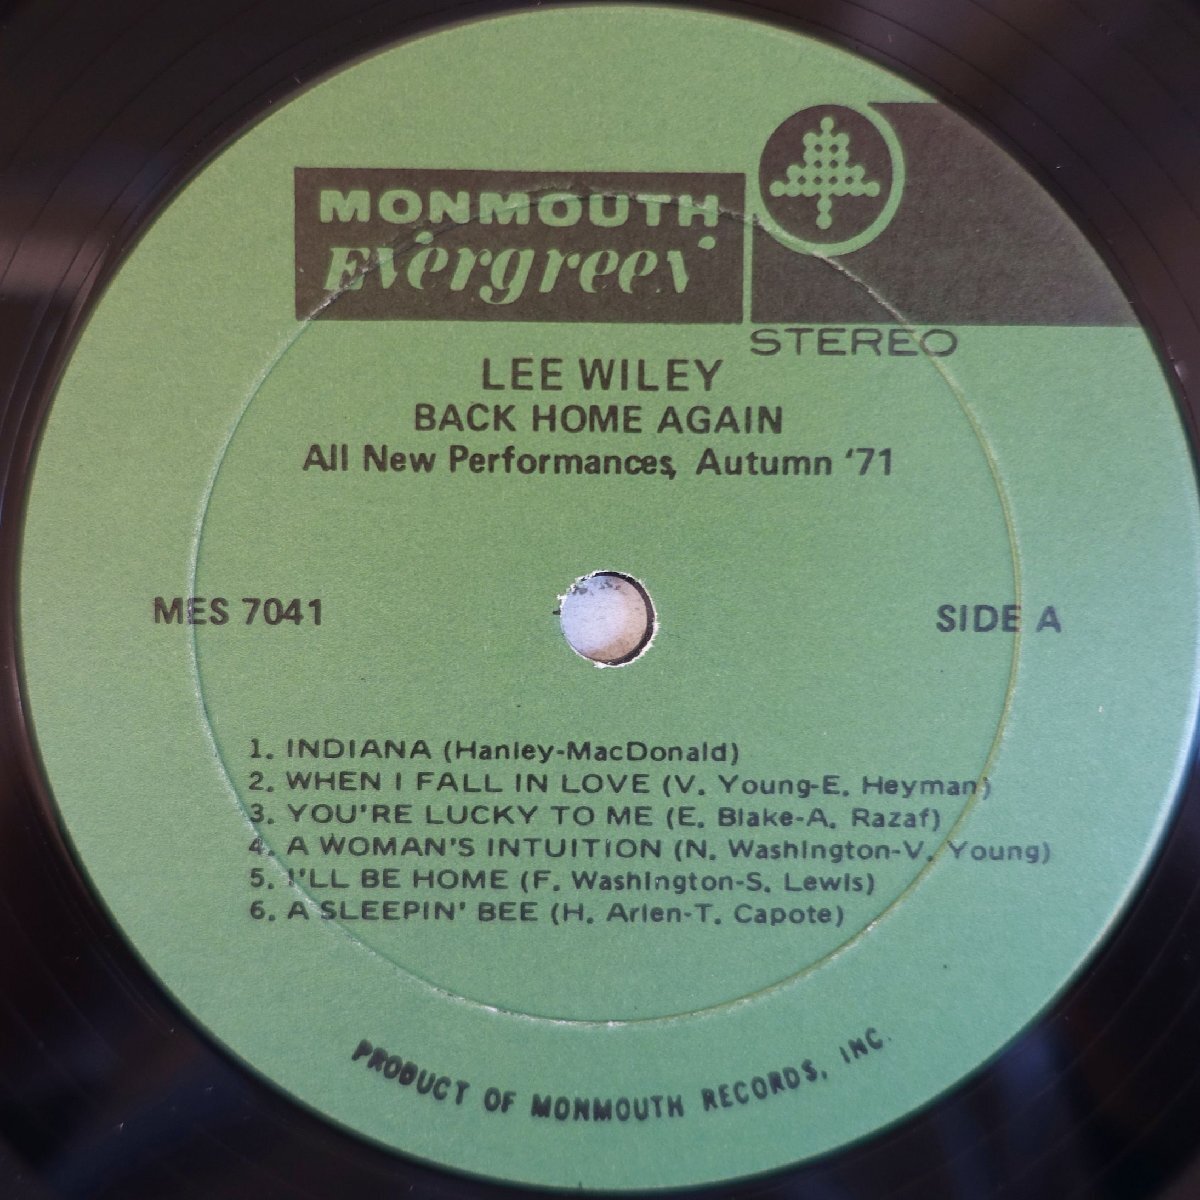 MONMOUTH
Evergreen
STEREO
LEE WILEY
BACK HOME AGAIN
All New Performances, Autumn '71
MES 7041
SIDE A
1. INDIANA (Hanley-MacDonald)
2. WHEN I FALL IN LOVE (V. Young-E. Heyman)
3. YOU'RE LUCKY TO ME (E. Blake-A. Razaf)
4. A WOMAN'S INTUITION (N. Washington-V. Young)
5. I'LL BE HOME (F. Washington-S. Lewis)
6. A SLEEPIN' BEE (H. Arlen-T. Capote)
PRODUCT OF MONMOUTH RECORDS, INC.